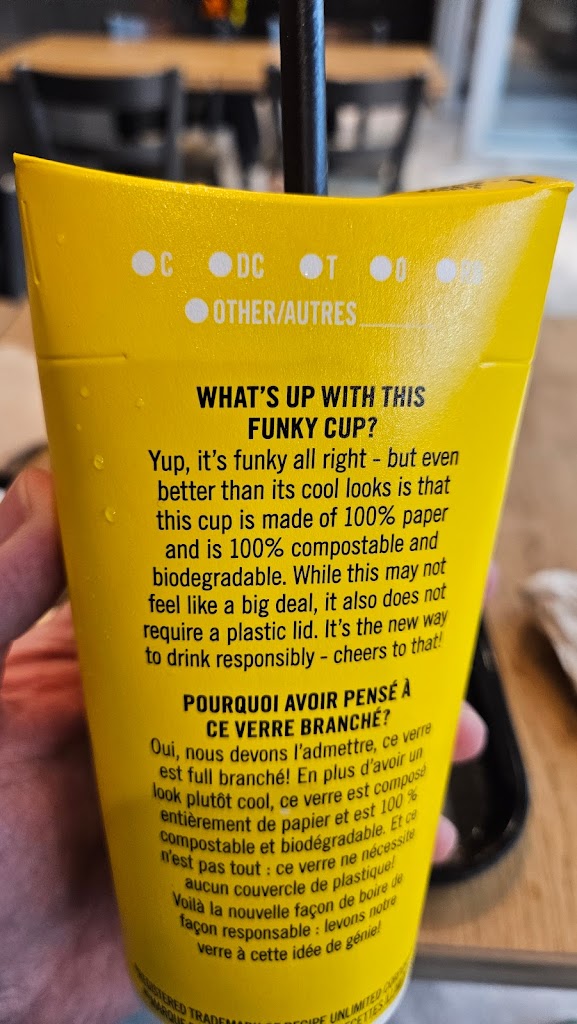 C DC T O
OTHER/AUTRES
WHAT'S UP WITH THIS
FUNKY CUP?
Yup, it's funky all right - but even
better than its cool looks is that
this cup is made of 100% paper
and is 100% compostable and
biodegradable. While this may not
feel like a big deal, it also does not
require a plastic lid. It's the new way
to drink responsibly - cheers to that!
POURQUOI AVOIR PENSÉ À
CE VERRE BRANCHÉ?
Oui, nous devons l'admettre, ce verre
est full branché! En plus d'avoir un
look plutôt cool, ce verre est composé
entièrement de papier et est 100 %
compostable et biodégradable. Et ce
n'est pas tout : ce verre ne nécessite
aucun couvercle de plastique!
Voilà la nouvelle façon de boire de
façon responsable : levons notre
verre à cette idée de génie!
REGISTERED TRADEMARK RECIPE UNLIMITED